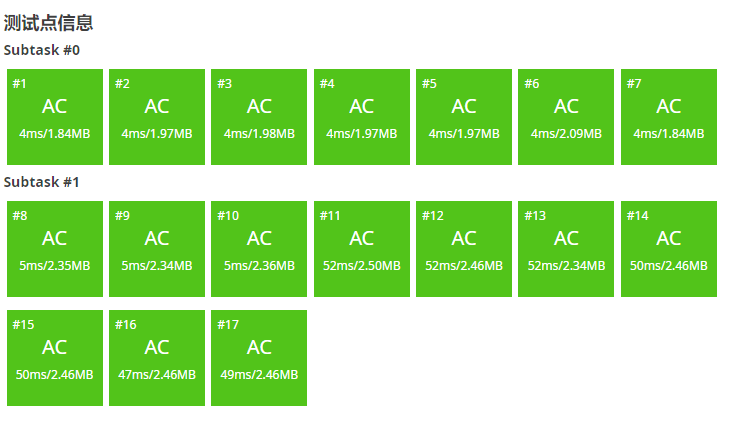 测试点信息
Subtask #0
#1 #2 #3 #4 #5 #6 #7
AC AC AC AC AC AC AC
4ms/1.84MB 4ms/1.97MB 4ms/1.98MB 4ms/1.97MB 4ms/1.97MB 4ms/2.09MB 4ms/1.84MB
Subtask #1
#8 #9 #10 #11 #12 #13 #14
AC AC AC AC AC AC AC
5ms/2.35MB 5ms/2.34MB 5ms/2.36MB 52ms/2.50MB 52ms/2.46MB 52ms/2.34MB 50ms/2.46MB
#15 #16 #17
AC AC AC
50ms/2.46MB 47ms/2.46MB 49ms/2.46MB